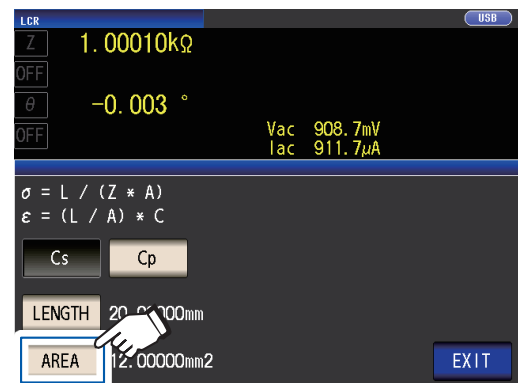 LCR USB
Z 1.00010kΩ
OFF
θ -0.003 °
OFF
Vac 908.7mV
Iac 911.7μA
σ = L / (Z * A)
ε = (L / A) * C
Cs Cp
LENGTH
AREA 12.00000mm2 EXIT